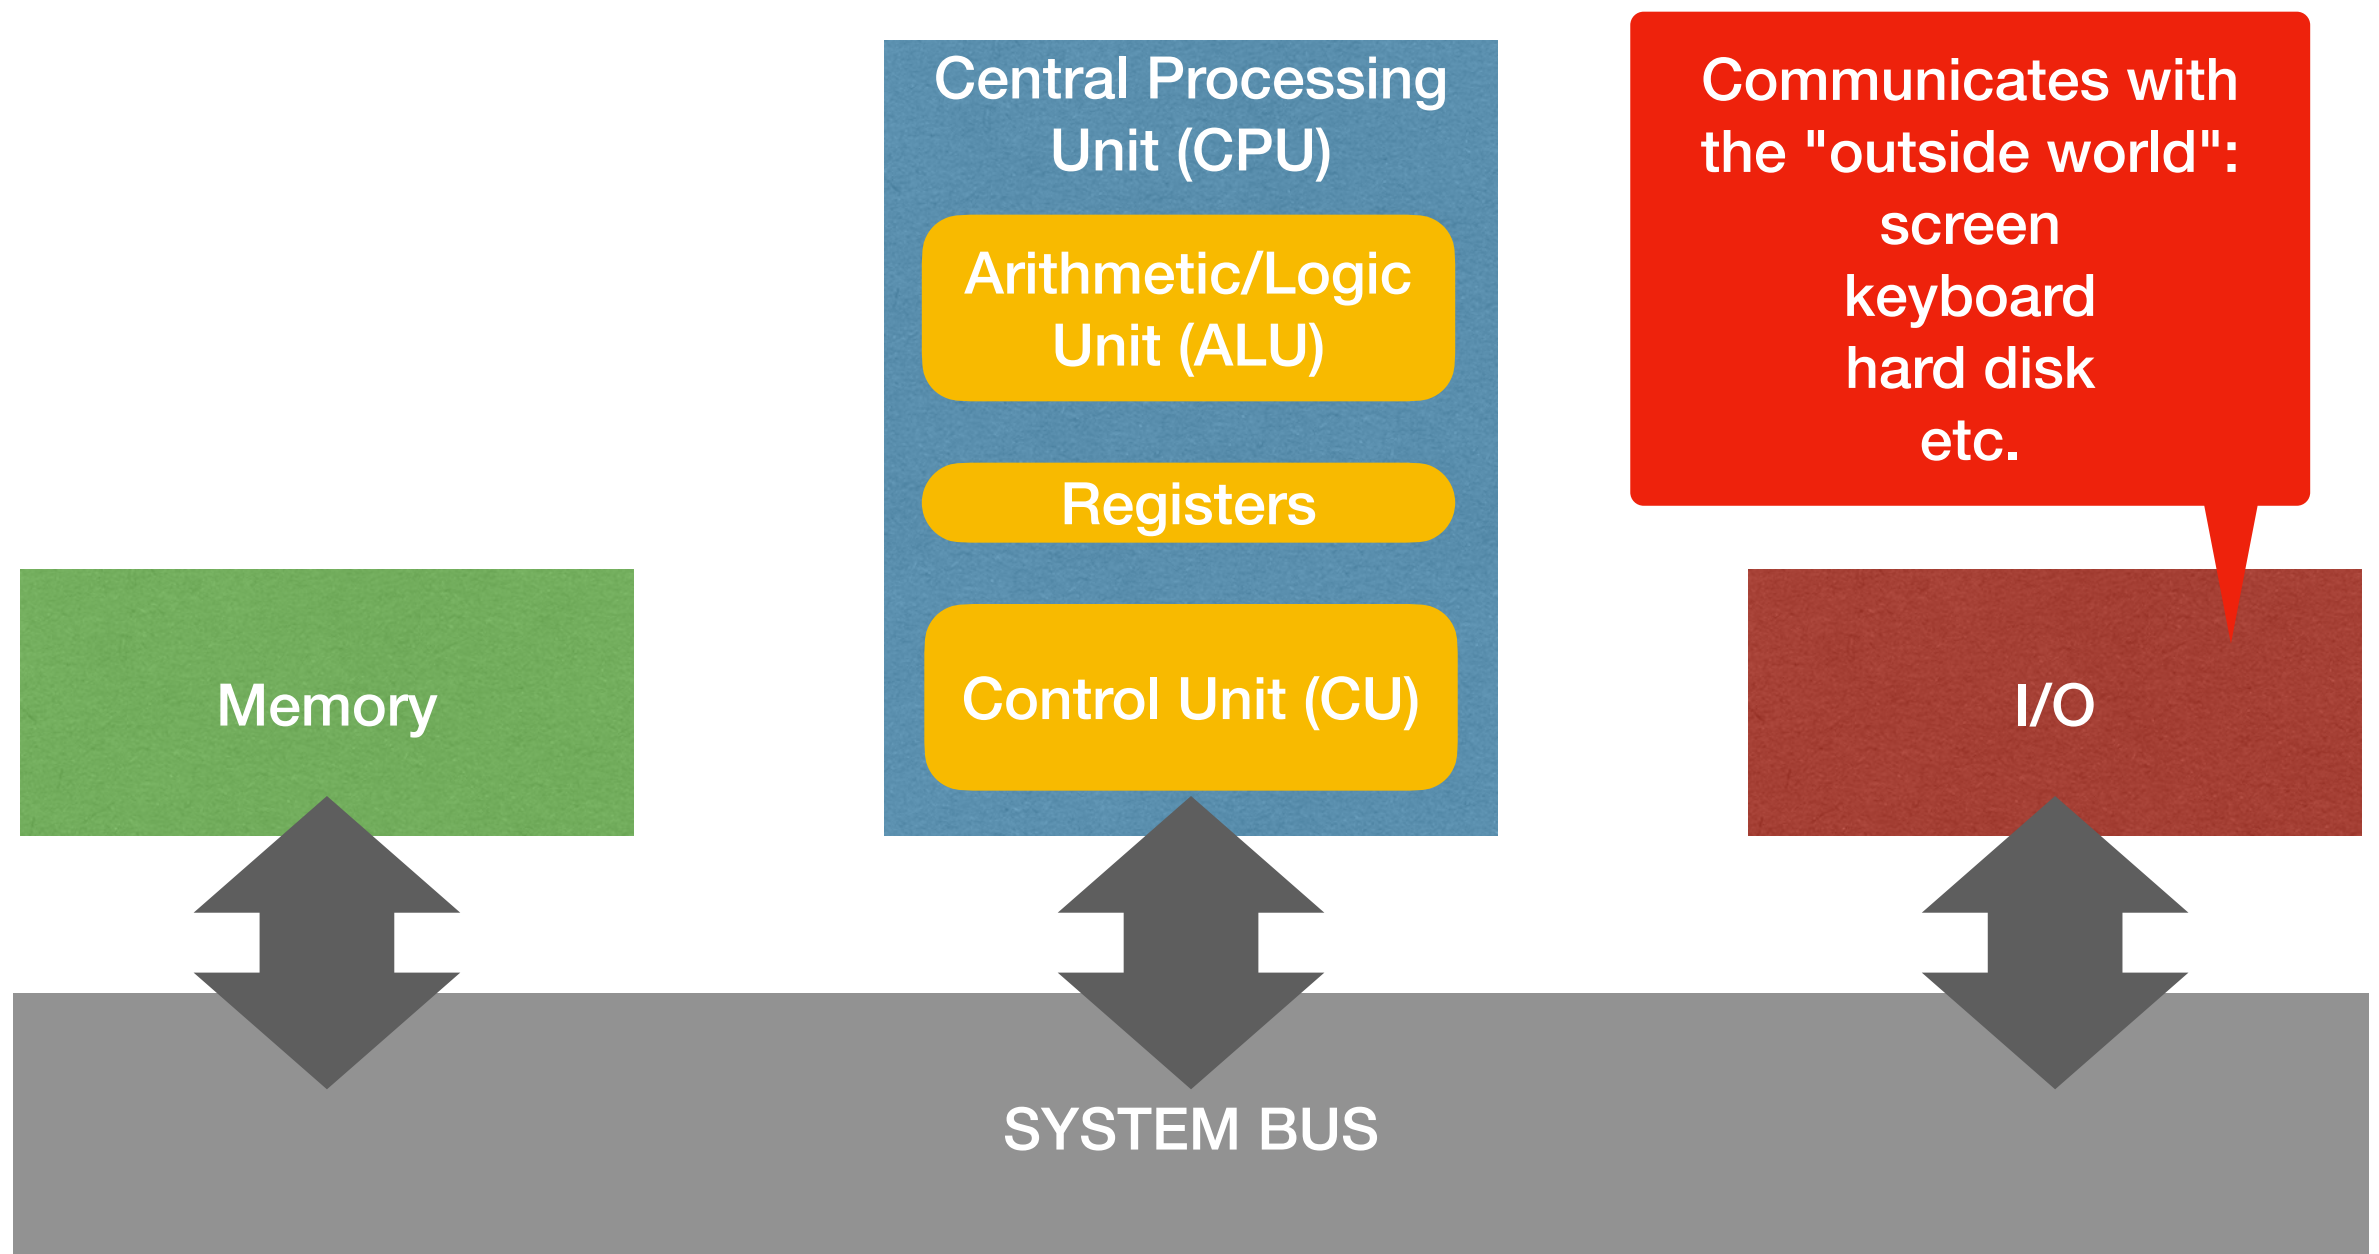 Central Processing
Unit (CPU)
Arithmetic/Logic
Unit (ALU)
Registers
Control Unit (CU)
Communicates with
the "outside world":
screen
keyboard
hard disk
etc.
Memory
I/O
SYSTEM BUS